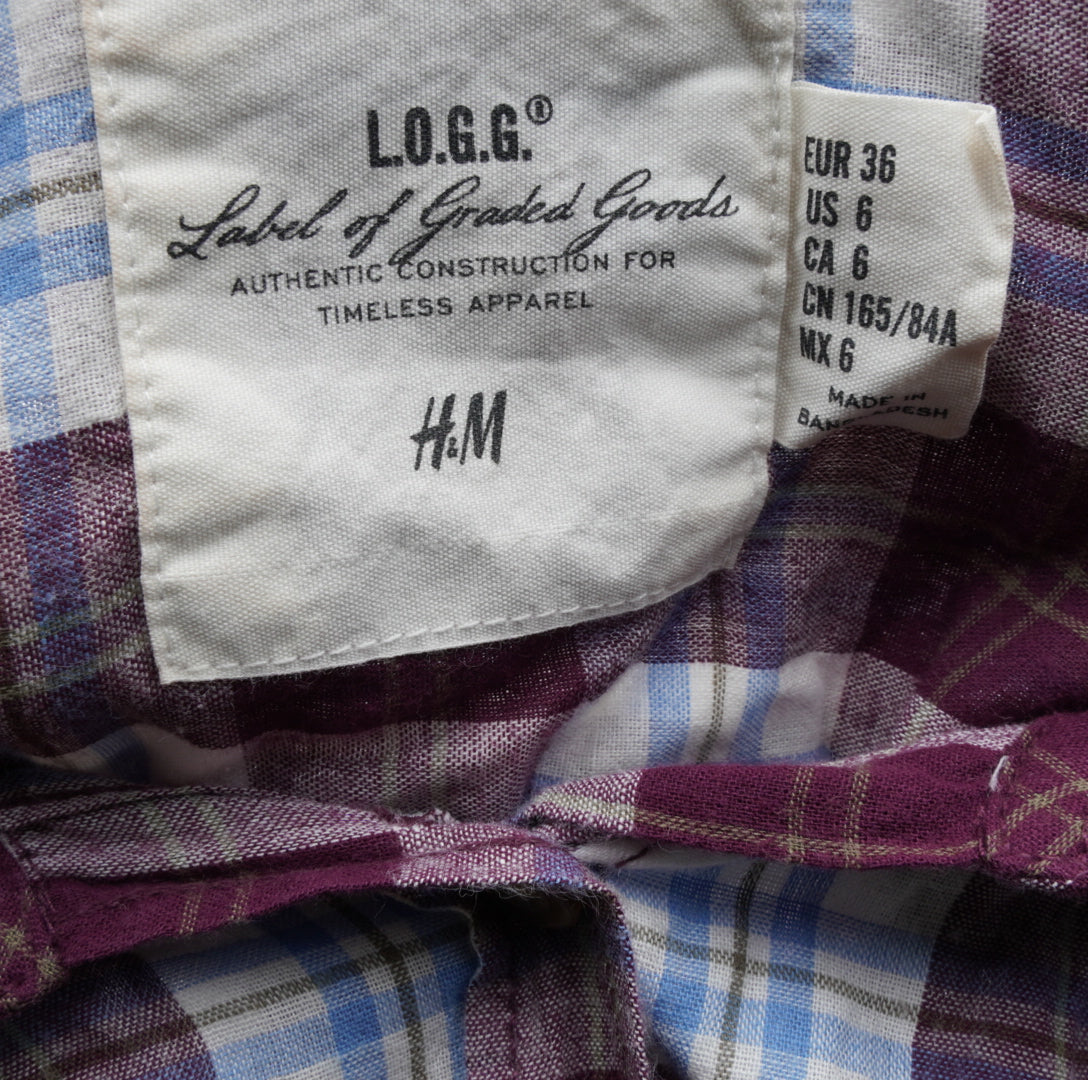 L.O.G.G.®
Label of Graded Goods
AUTHENTIC CONSTRUCTION FOR
TIMELESS APPAREL
H&M
EUR 36
US 6
CA 6
CN 165/84A
MX 6
MADE IN
BANGLADESH